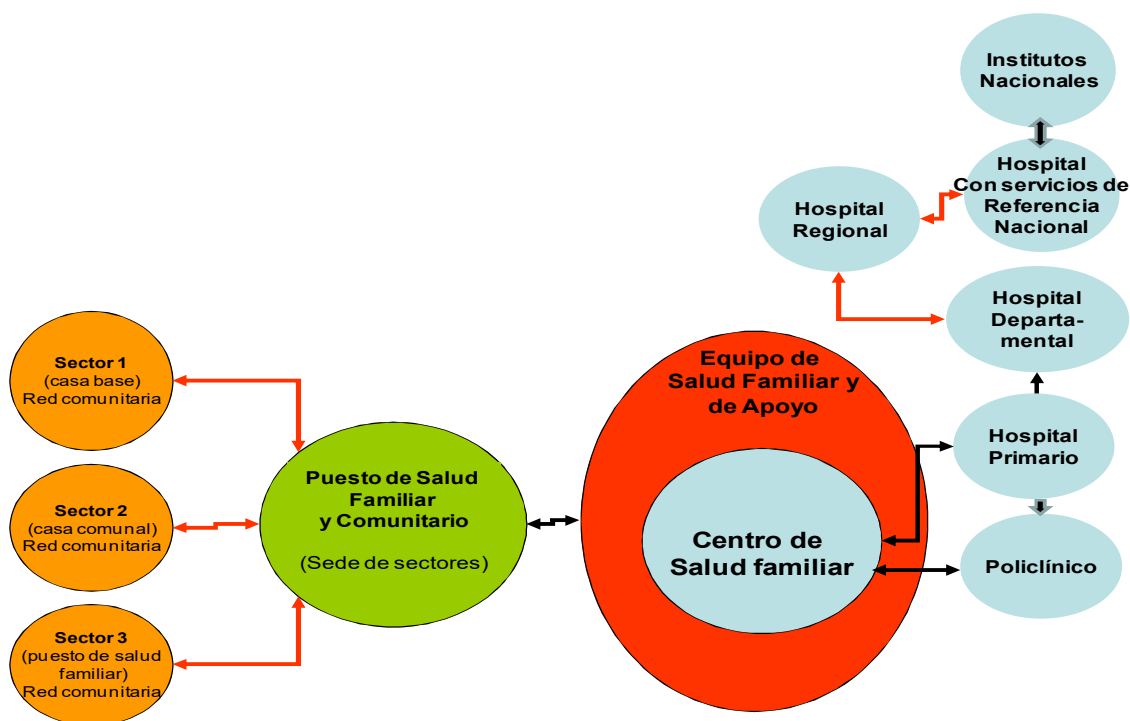 Institutos
Nacionales
Hospital
Con servicios de
Referencia
Nacional
Hospital
Regional
Hospital
Departa-
mental
Equipo de
Salud Familiar y
de Apoyo
Sector 1
(casa base)
Red comunitaria
Hospital
Primario
Puesto de Salud
Familiar
y Comunitario
(Sede de sectores)
Sector 2
(casa comunal)
Red comunitaria
Centro de
Salud familiar
Policlínico
Sector 3
(puesto de salud
familiar)
Red comunitaria